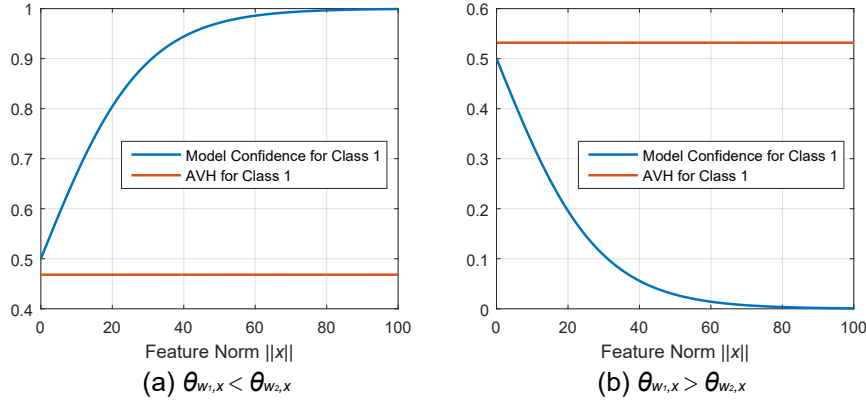 1
0.9
0.8
0.7
0.6
0.5
0.4
Model Confidence for Class 1
AVH for Class 1
0 20 40 60 80 100
Feature Norm ||x||
(a) θw₁,x < θw₂,x
0.6
0.5
0.4
0.3
0.2
0.1
0
Model Confidence for Class 1
AVH for Class 1
0 20 40 60 80 100
Feature Norm ||x||
(b) θw₁,x > θw₂,x